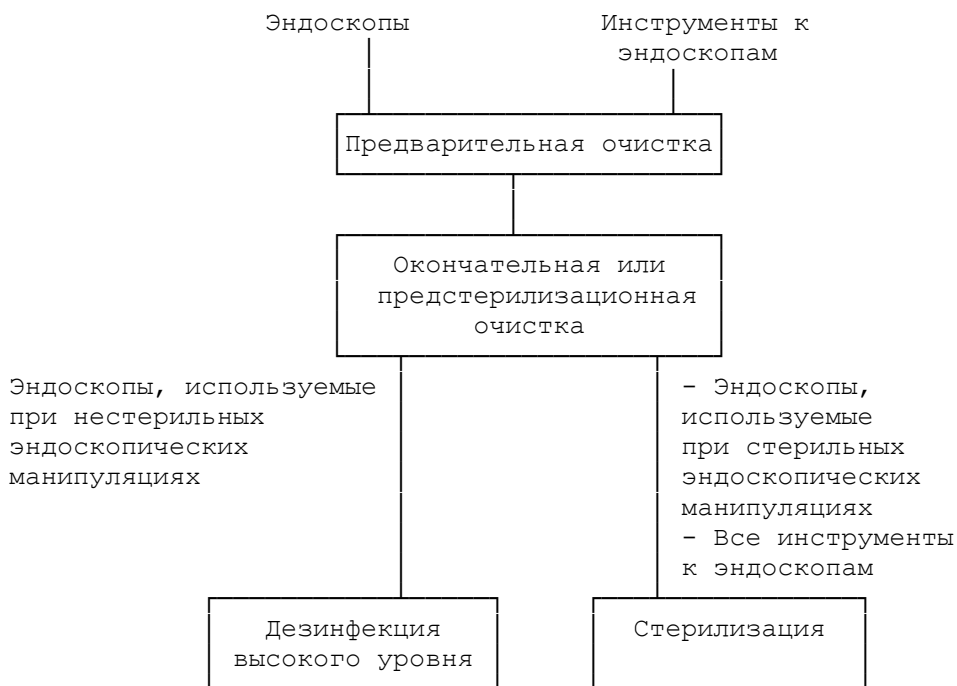 Эндоскопы
Инструменты к
эндоскопам
Предварительная очистка
Окончательная или
предстерилизационная
очистка
Эндоскопы, используемые
при нестерильных
эндоскопических
манипуляциях
- Эндоскопы,
используемые
при стерильных
эндоскопических
манипуляциях
- Все инструменты
к эндоскопам
Дезинфекция
высокого уровня
Стерилизация